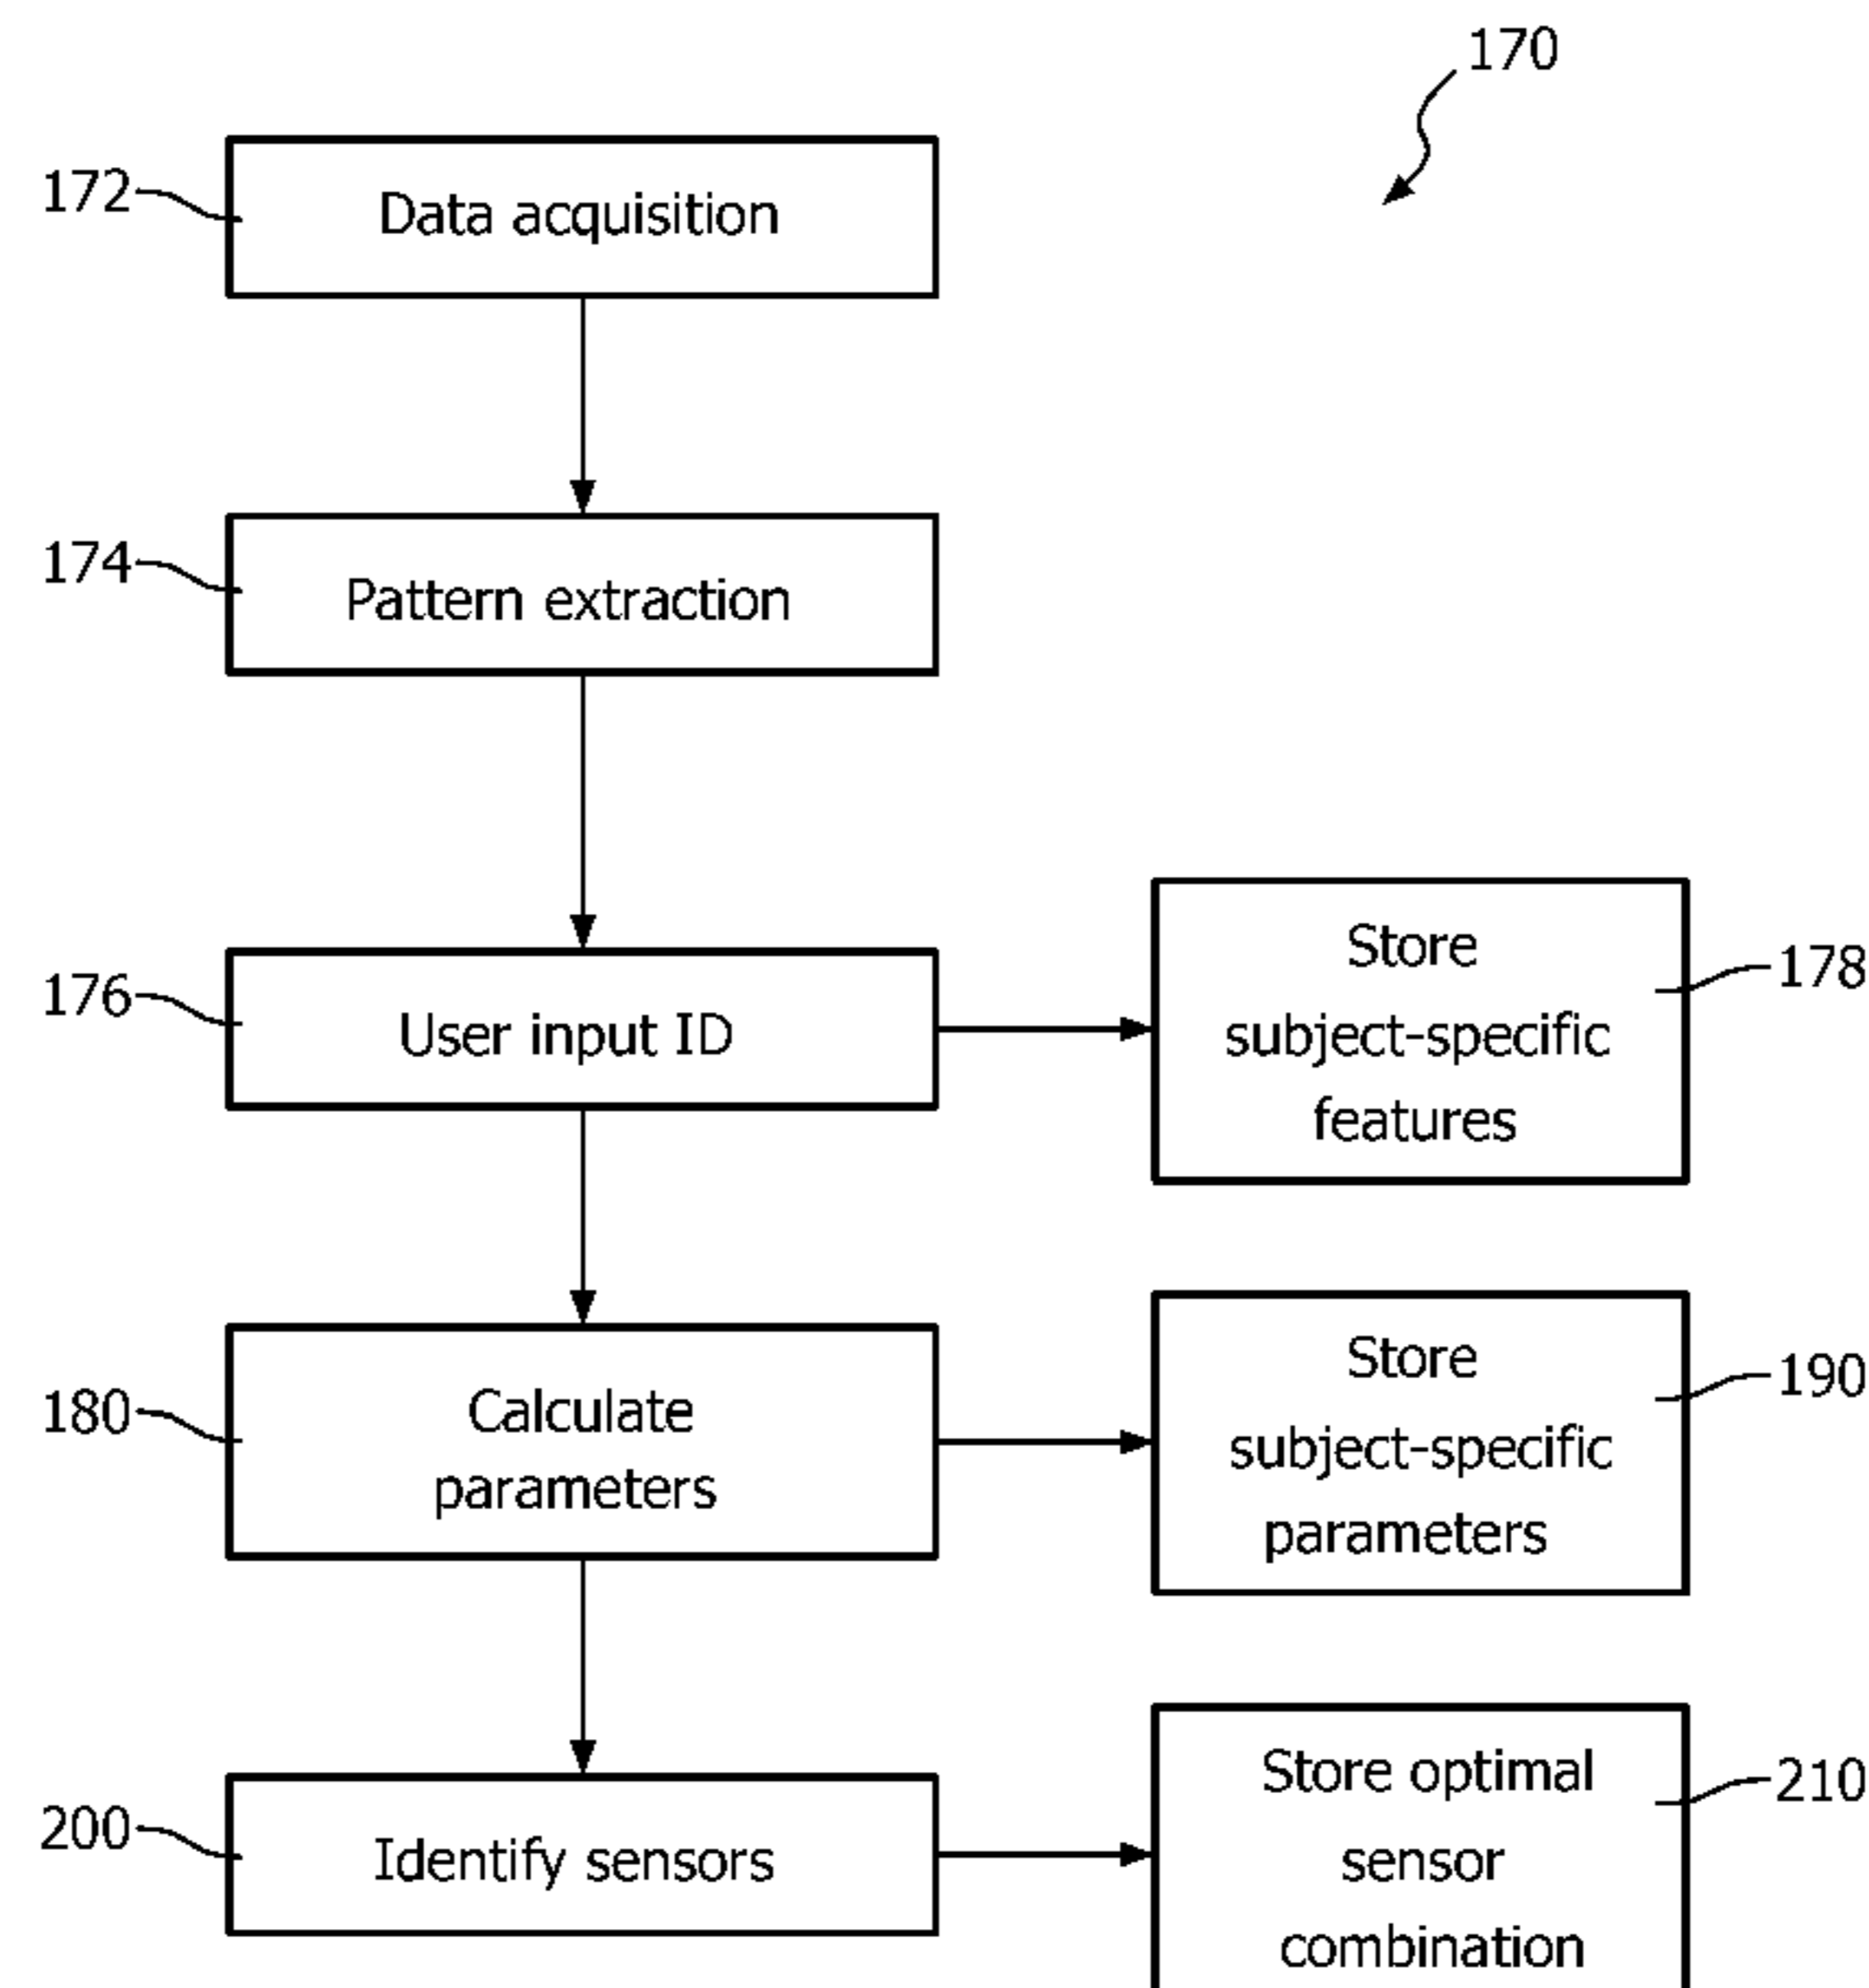 170
172
Data acquisition
174
Pattern extraction
176
User input ID
Store
subject-specific
features
178
180
Calculate
parameters
Store
subject-specific
parameters
190
200
Identify sensors
Store optimal
sensor
combination
210